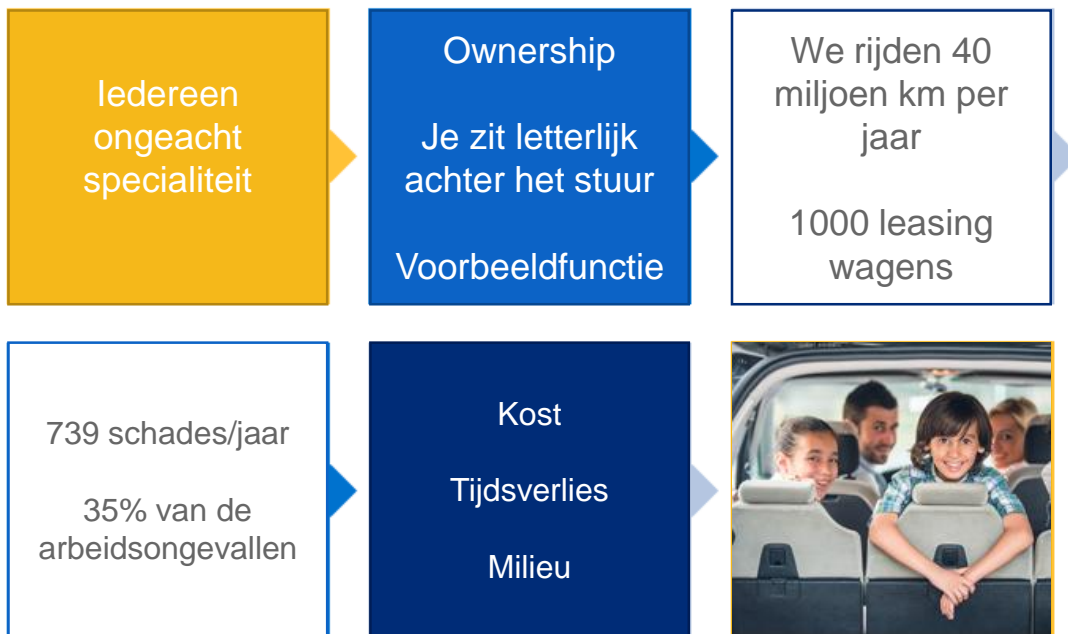 Iedereen
ongeacht
specialiteit
Ownership
Je zit letterlijk
achter het stuur
Voorbeeldfunctie
We rijden 40
miljoen km per
jaar
1000 leasing
wagens
739 schades/jaar
35% van de
arbeidsongevallen
Kost
Tijdsverlies
Milieu